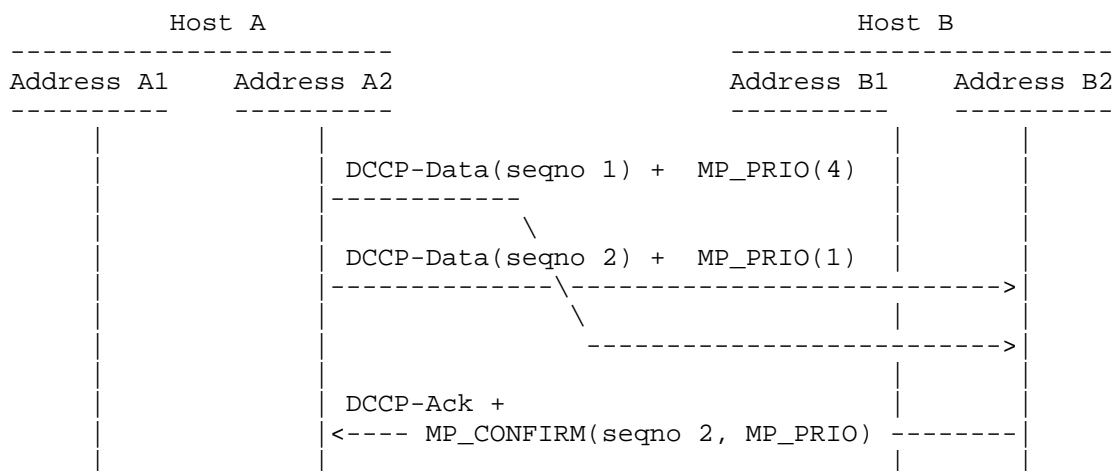 Host A Host B
Address A1 Address A2 Address B1 Address B2
DCCP-Data(seqno 1) + MP_PRIO(4)
DCCP-Data(seqno 2) + MP_PRIO(1)
DCCP-Ack +
MP_CONFIRM(seqno 2, MP_PRIO)